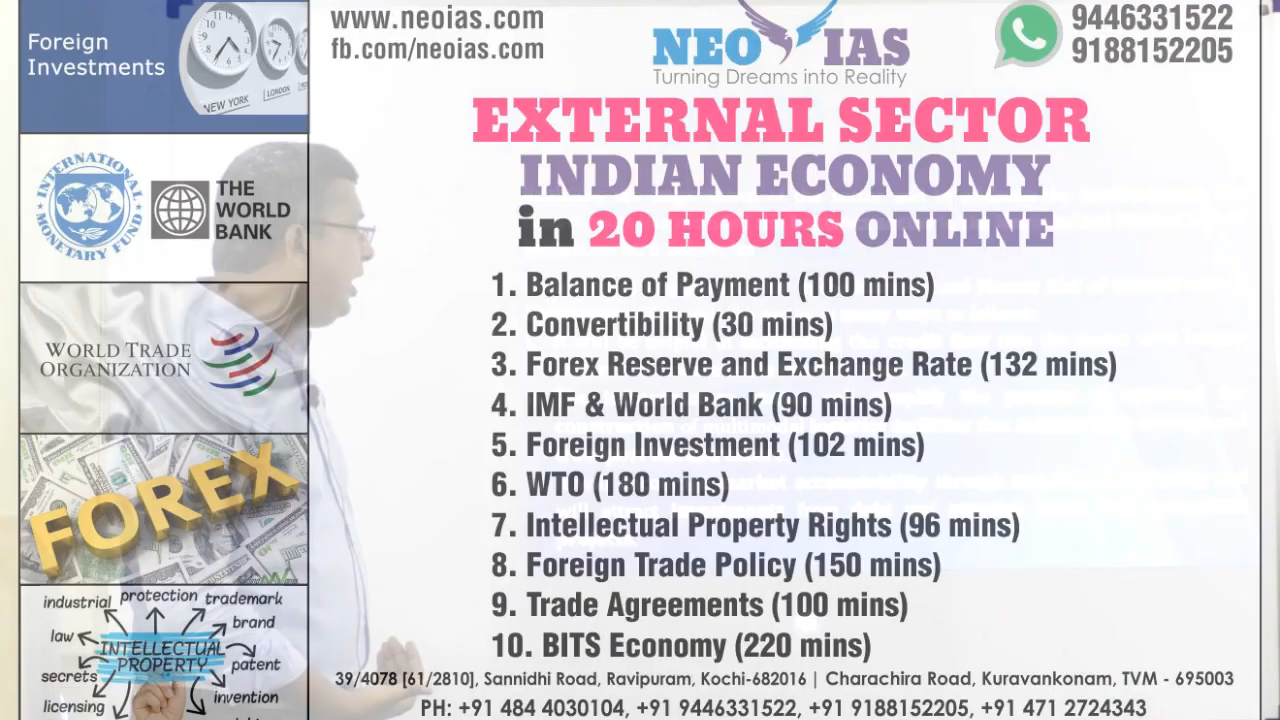 Foreign
Investments
NEW YORK
LONDON
INTERNATIONAL
MONETARY FUND
THE
WORLD
BANK
WORLD TRADE
ORGANIZATION
FOREX
industrial
protection
trademark
law
brand
INTELLECTUAL
PROPERTY
secrets
patent
licensing
invention
www.neoias.com
fb.com/neoias.com
NEO IAS
Turning Dreams into Reality
9446331522
9188152205
EXTERNAL SECTOR
INDIAN ECONOMY
in 20 HOURS ONLINE
1. Balance of Payment (100 mins)
2. Convertibility (30 mins)
3. Forex Reserve and Exchange Rate (132 mins)
4. IMF & World Bank (90 mins)
5. Foreign Investment (102 mins)
6. WTO (180 mins)
7. Intellectual Property Rights (96 mins)
8. Foreign Trade Policy (150 mins)
9. Trade Agreements (100 mins)
10. BITS Economy (220 mins)
39/4078 [61/2810], Sannidhi Road, Ravipuram, Kochi-682016 | Charachira Road, Kuravankonam, TVM - 695003
PH: +91 484 4030104, +91 9446331522, +91 9188152205, +91 471 2724343